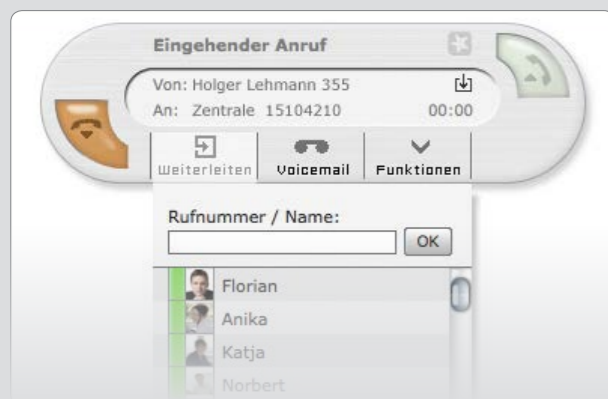 Eingehender Anruf
Von: Holger Lehmann 355
An: Zentrale 15104210 00:00
Weiterleiten Voicemail Funktionen
Rufnummer / Name:
OK
Florian
Anika
Katja
Norbert